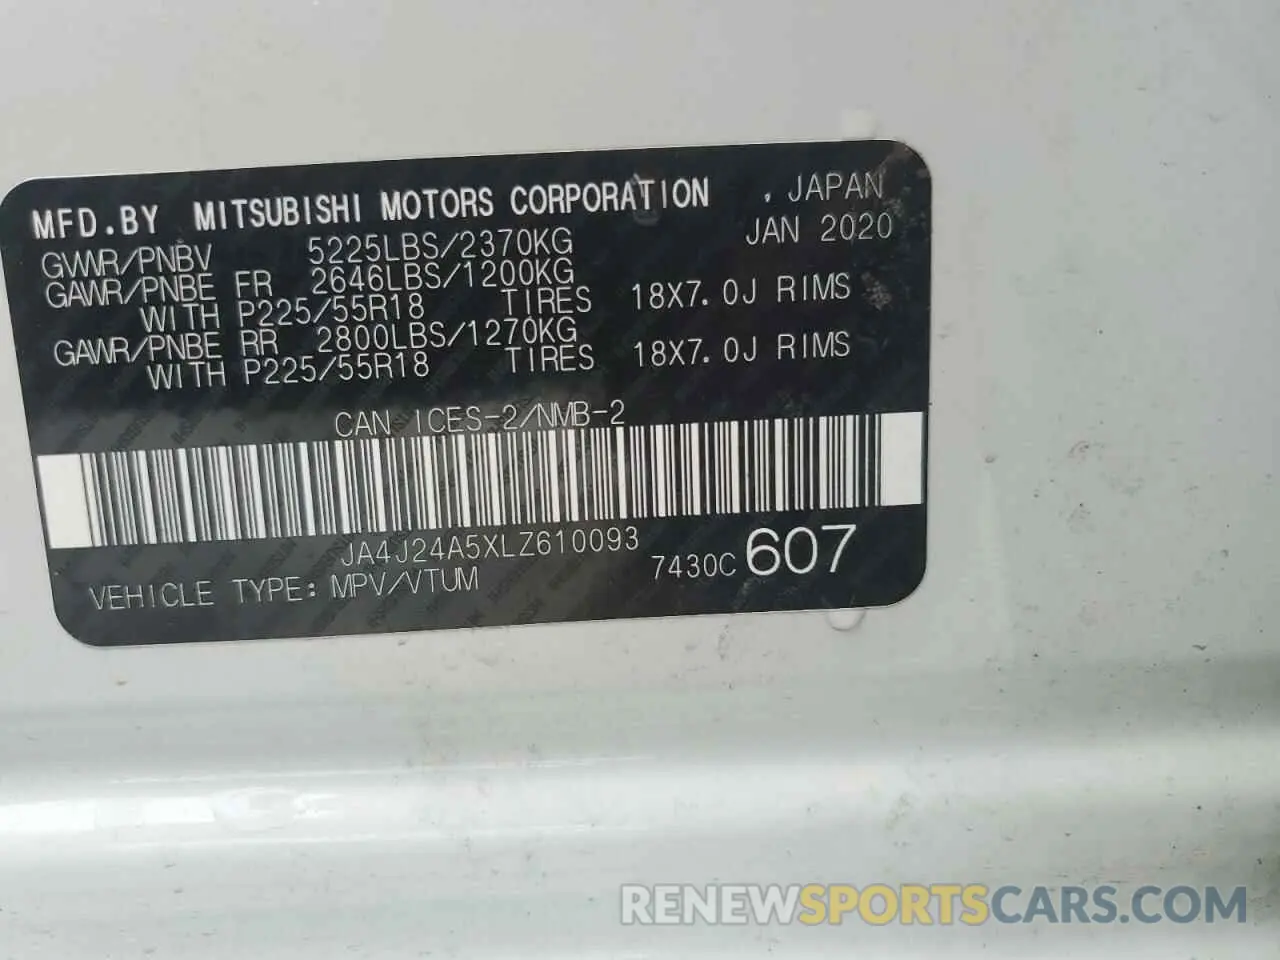 MFD.BY MITSUBISHI MOTORS CORPORATION , JAPAN
GVWR/PNBV 5225LBS/2370KG JAN 2020
GAWR/PNBE FR 2646LBS/1200KG
WITH P225/55R18 TIRES 18X7.0J RIMS
GAWR/PNBE RR 2800LBS/1270KG
WITH P225/55R18 TIRES 18X7.0J RIMS
CAN ICES-2/NMB-2
JA4J24A5XLZ610093
VEHICLE TYPE: MPV/VTUM 7430C 607
RENEWSPORTSCARS.COM